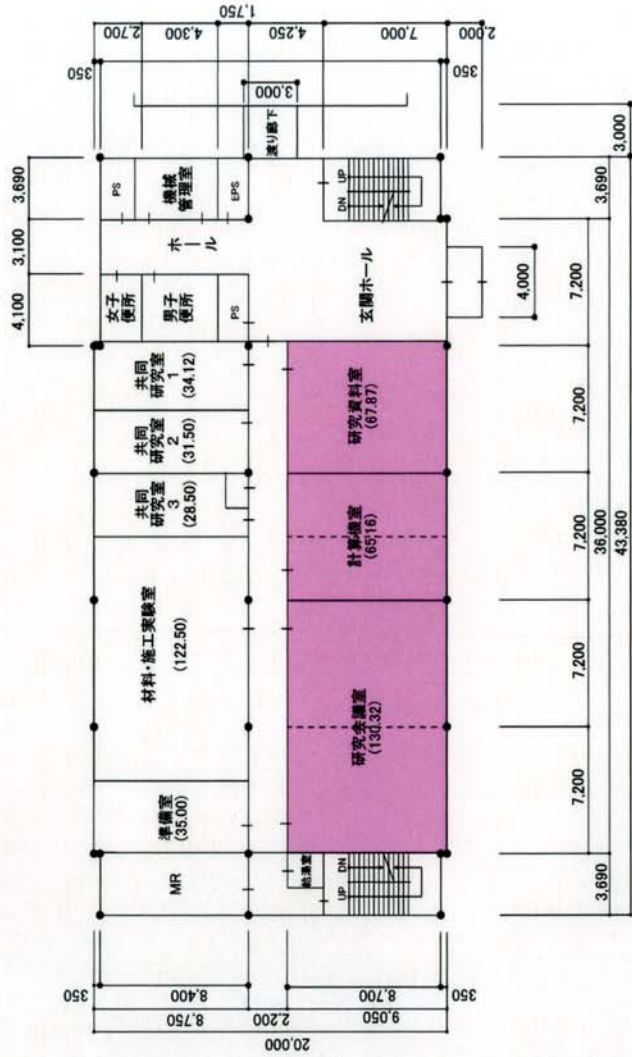 4,100
3,100
3,690
350
2,700
4,300
1,750
4,250
7,000
2,000
350
3,000
MR
準備室
(35.00)
材料・施工実験室
(122.50)
共同
研究室
3
(28.50)
共同
研究室
2
(31.50)
共同
研究室
1
(34.12)
女子
便所
男子
便所
PS
ホール
PS
機械
管理室
EPS
渡り廊下
給湯室
UP
DN
研究会議室
(130.32)
計算機室
(65.16)
研究資料室
(67.87)
玄関ホール
DN
UP
350
8,400
8,750
2,200
20,000
8,700
9,050
350
4,000
7,200
7,200
7,200
7,200
7,200
3,690
36,000
3,690
3,000
43,380